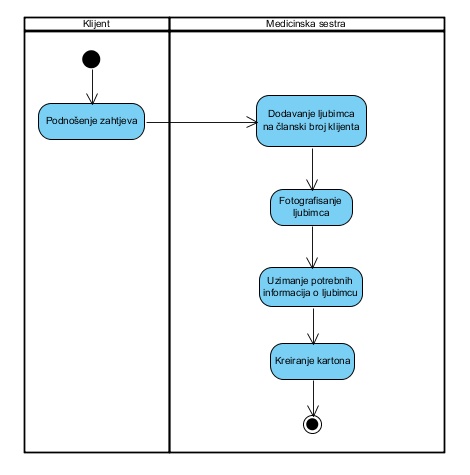 Klijent
Medicinska sestra
Podnošenje zahtjeva
Dodavanje ljubimca
na članski broj klijenta
Fotografisanje
ljubimca
Uzimanje potrebnih
informacija o ljubimcu
Kreiranje kartona